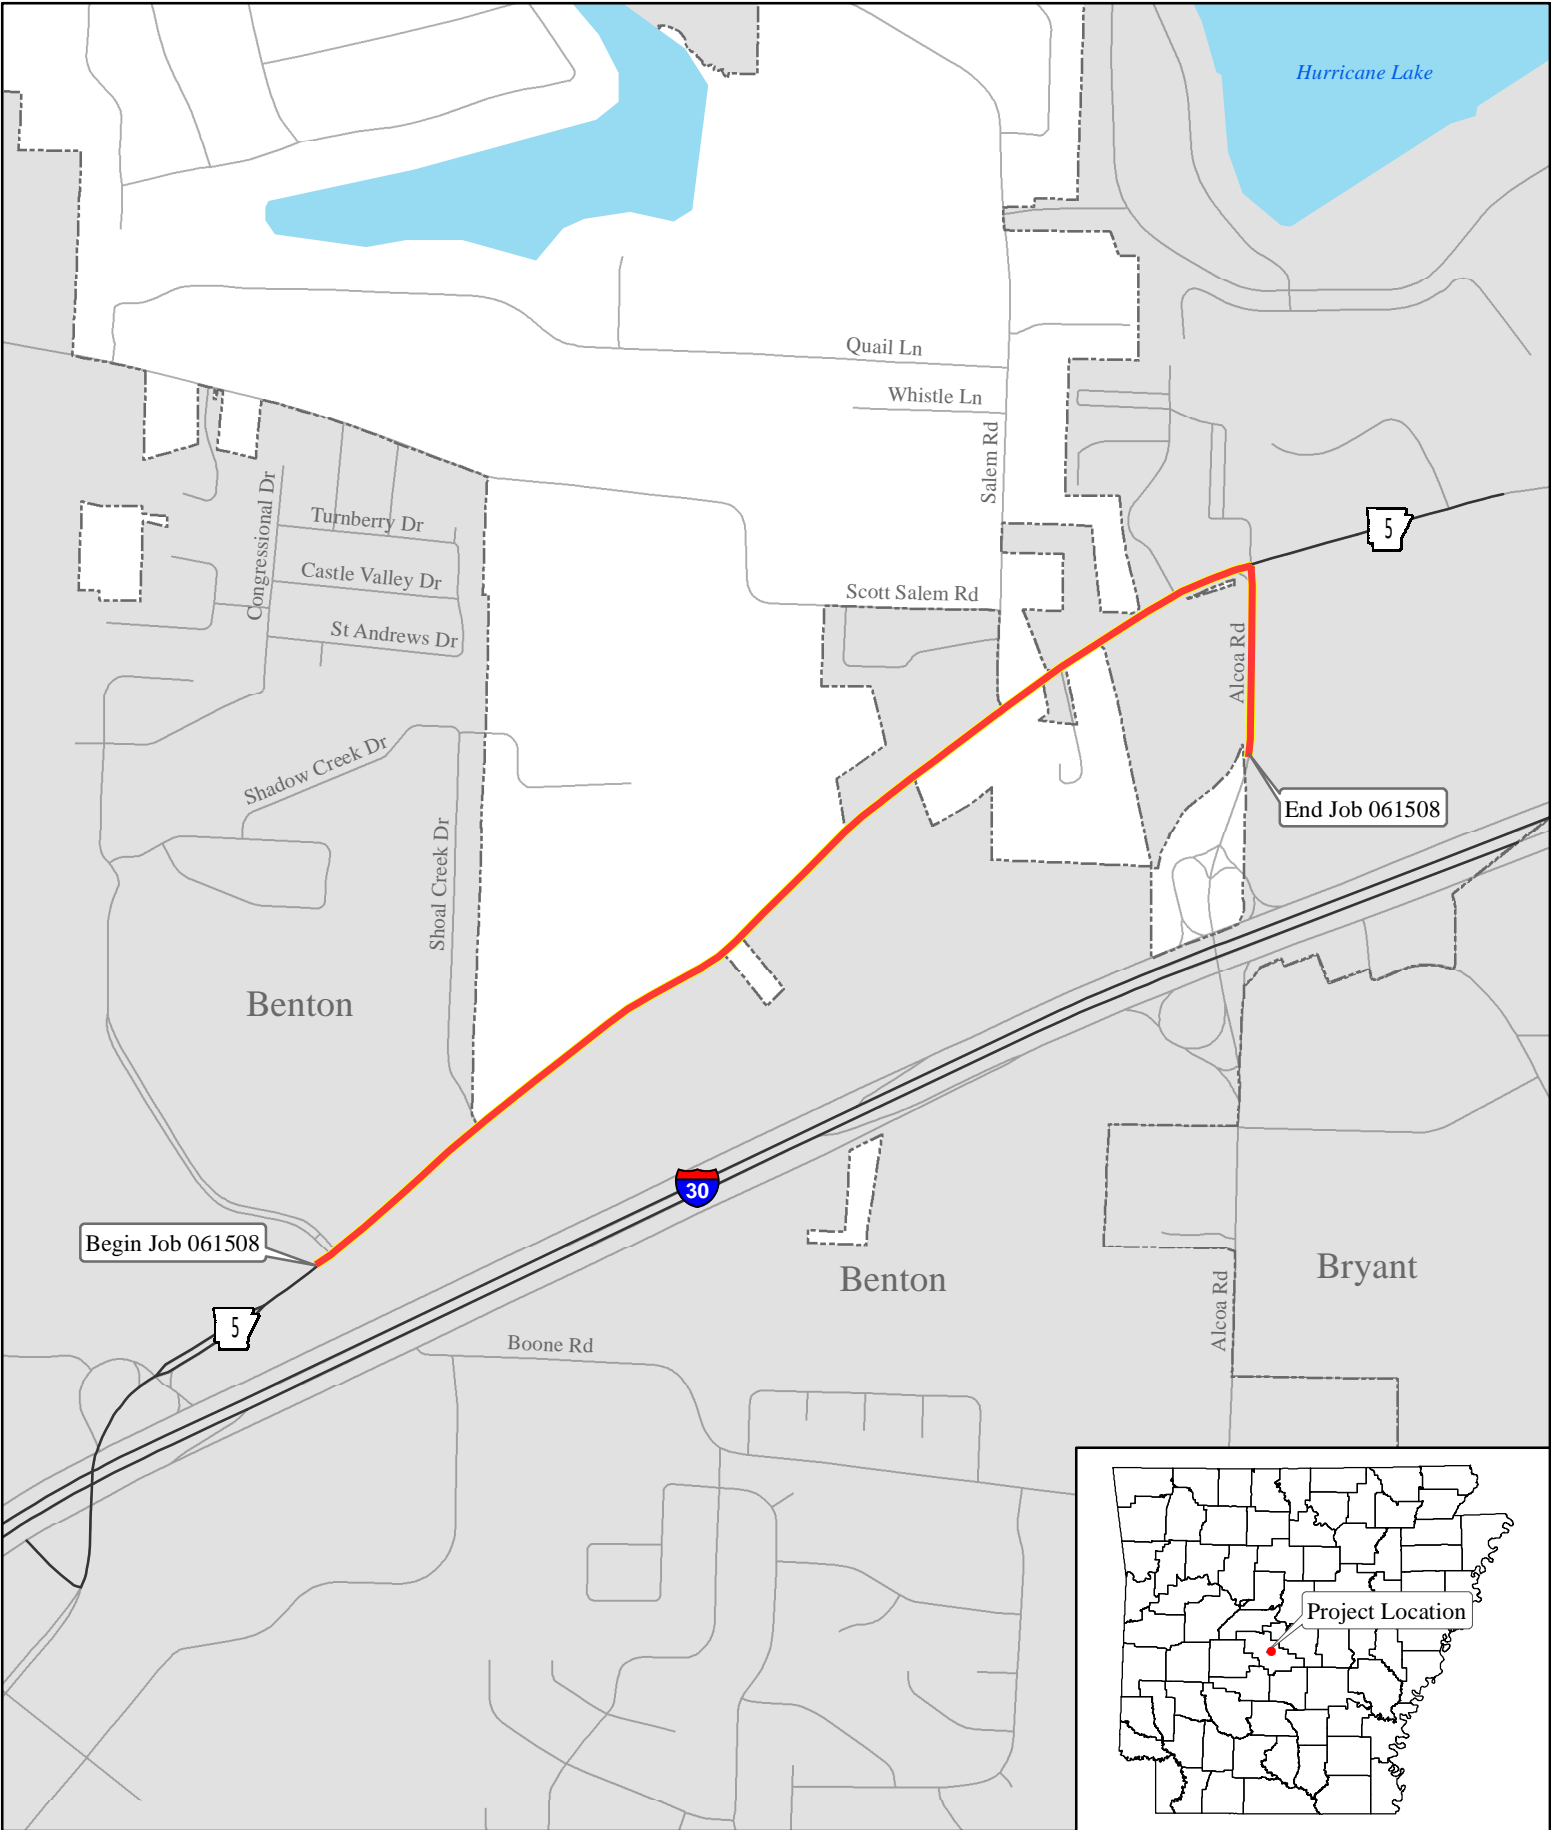 Hurricane Lake
Quail Ln
Whistle Ln
Salem Rd
Congressional Dr
Turnberry Dr
5
Castle Valley Dr
Scott Salem Rd
St Andrews Dr
Alcoa Rd
Shadow Creek Dr
End Job 061508
Shoal Creek Dr
Benton
30
Begin Job 061508
Benton
Bryant
5
Alcoa Rd
Boone Rd
Project Location